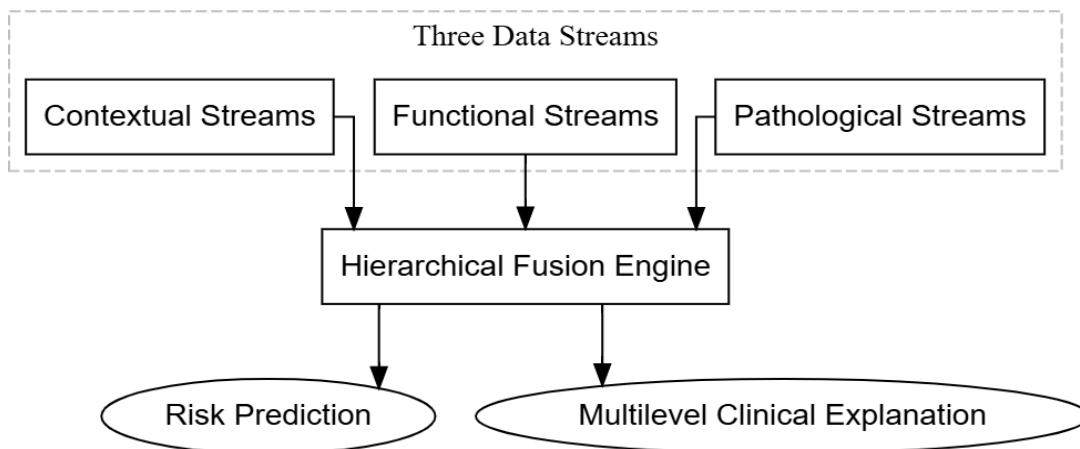 Three Data Streams
Contextual Streams
Functional Streams
Pathological Streams
Hierarchical Fusion Engine
Risk Prediction
Multilevel Clinical Explanation